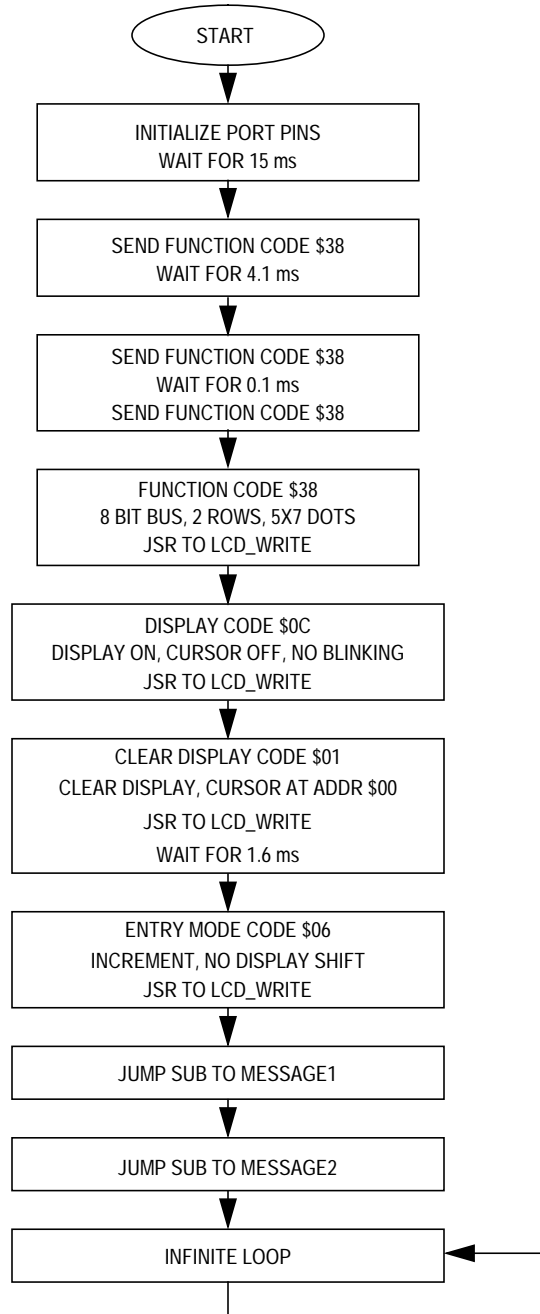 START
INITIALIZE PORT PINS
WAIT FOR 15 ms
SEND FUNCTION CODE $38
WAIT FOR 4.1 ms
SEND FUNCTION CODE $38
WAIT FOR 0.1 ms
SEND FUNCTION CODE $38
FUNCTION CODE $38
8 BIT BUS, 2 ROWS, 5X7 DOTS
JSR TO LCD_WRITE
DISPLAY CODE $0C
DISPLAY ON, CURSOR OFF, NO BLINKING
JSR TO LCD_WRITE
CLEAR DISPLAY CODE $01
CLEAR DISPLAY, CURSOR AT ADDR $00
JSR TO LCD_WRITE
WAIT FOR 1.6 ms
ENTRY MODE CODE $06
INCREMENT, NO DISPLAY SHIFT
JSR TO LCD_WRITE
JUMP SUB TO MESSAGE1
JUMP SUB TO MESSAGE2
INFINITE LOOP